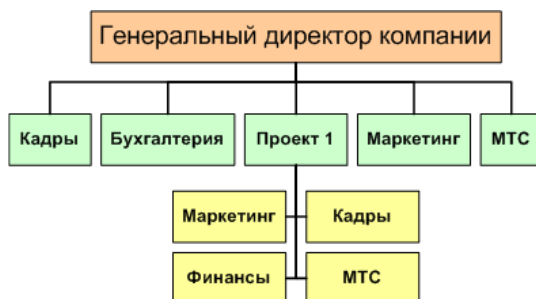 Генеральный директор компании
Кадры
Бухгалтерия
Проект 1
Маркетинг
МТС
Маркетинг
Кадры
Финансы
МТС